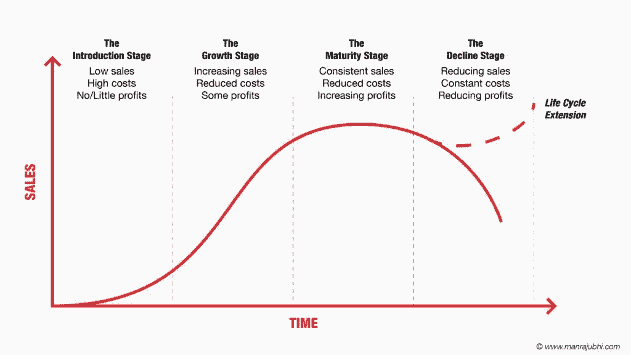 The
Introduction Stage
Low sales
High costs
No/Little profits
The
Growth Stage
Increasing sales
Reduced costs
Some profits
The
Maturity Stage
Consistent sales
Reduced costs
Increasing profits
The
Decline Stage
Reducing sales
Constant costs
Reducing profits
Life Cycle
Extension
SALES
TIME
© www.manrajubhi.com